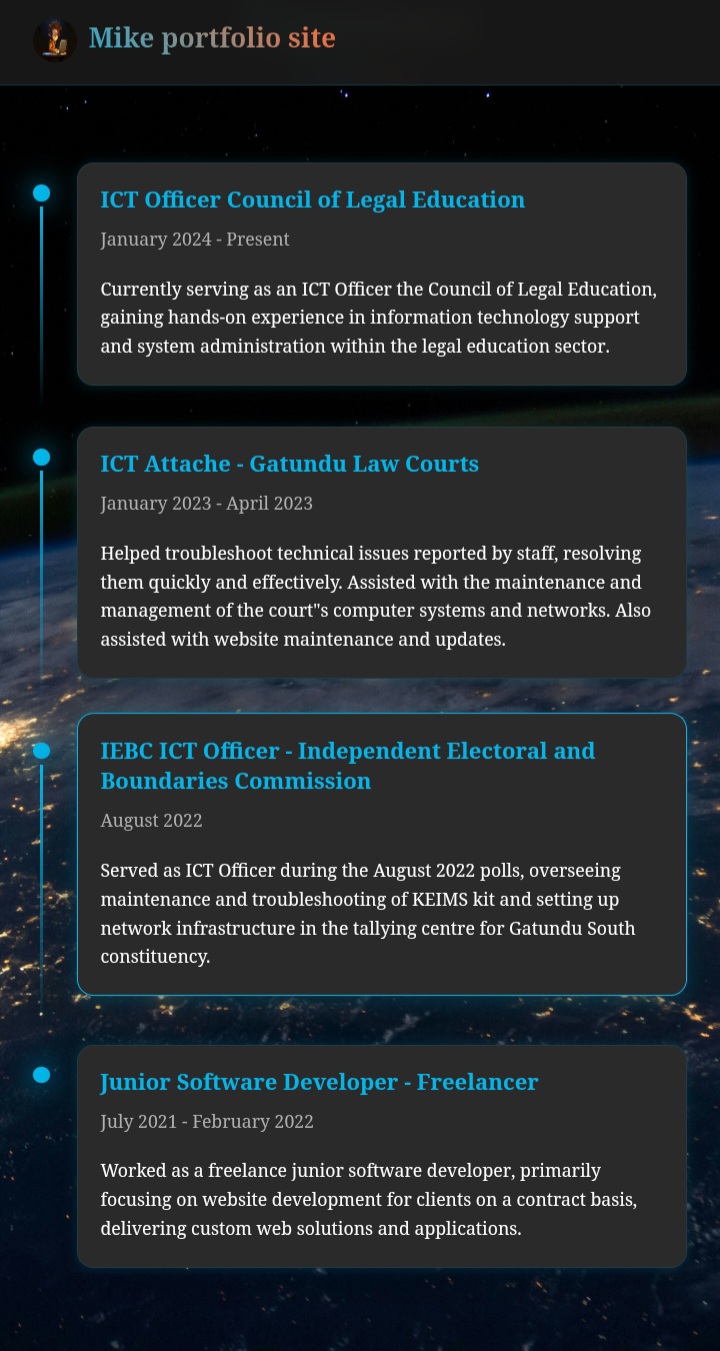 Mike portfolio site
ICT Officer Council of Legal Education
January 2024 - Present
Currently serving as an ICT Officer the Council of Legal Education,
gaining hands-on experience in information technology support
and system administration within the legal education sector.
ICT Attache - Gatundu Law Courts
January 2023 - April 2023
Helped troubleshoot technical issues reported by staff, resolving
them quickly and effectively. Assisted with the maintenance and
management of the court"s computer systems and networks. Also
assisted with website maintenance and updates.
IEBC ICT Officer - Independent Electoral and
Boundaries Commission
August 2022
Served as ICT Officer during the August 2022 polls, overseeing
maintenance and troubleshooting of KEIMS kit and setting up
network infrastructure in the tallying centre for Gatundu South
constituency.
Junior Software Developer - Freelancer
July 2021 - February 2022
Worked as a freelance junior software developer, primarily
focusing on website development for clients on a contract basis,
delivering custom web solutions and applications.